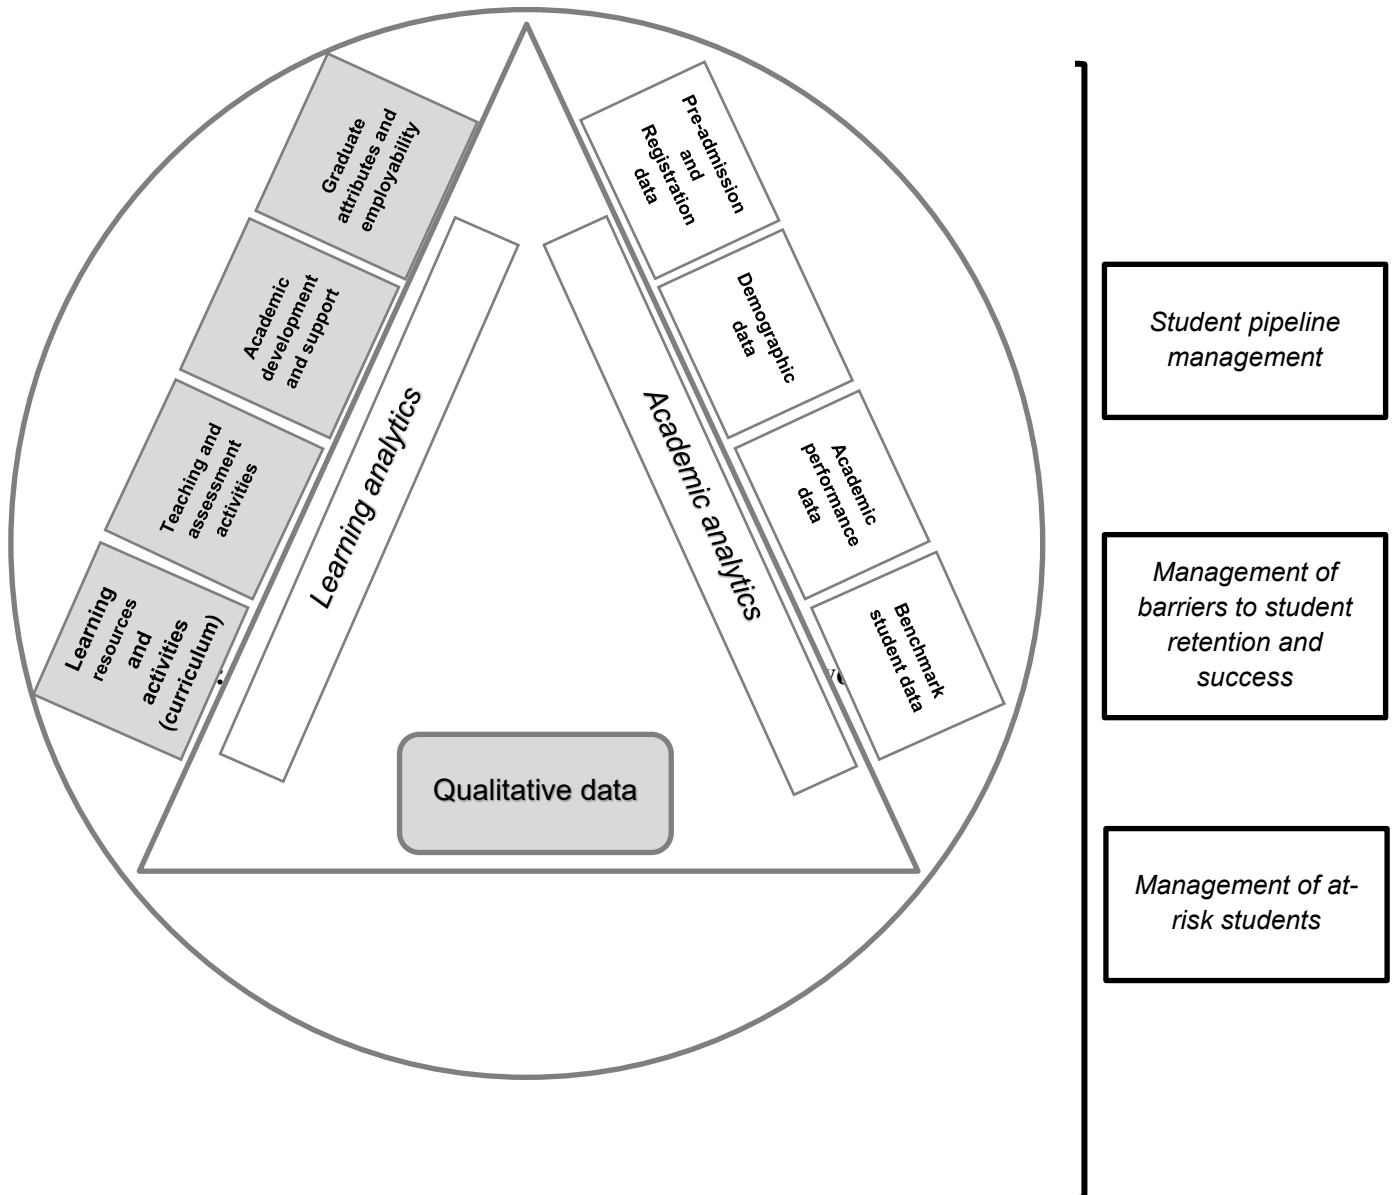 Graduate
attributes and
employability
Academic
development
and support
Teaching and
assessment
activities
Learning
resources
and
activities
(curriculum)
Learning analytics
Academic analytics
Pre-admission
and
Registration
data
Demographic
data
Academic
performance
data
Benchmark
student data
Qualitative data
Student pipeline
management
Management of
barriers to student
retention and
success
Management of at-
risk students